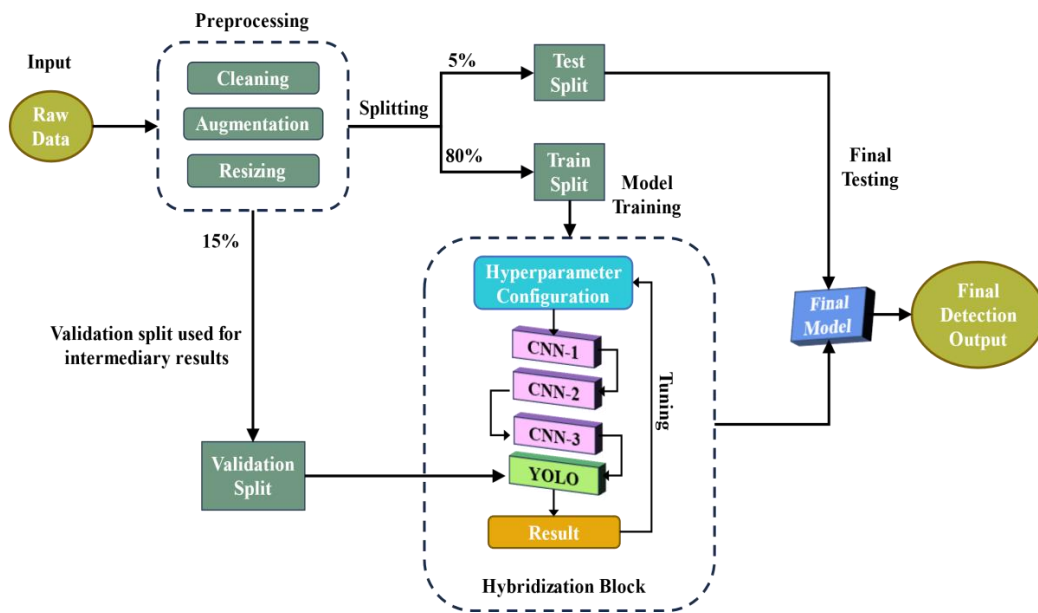 Preprocessing
Input
Raw
Data
Cleaning
Augmentation
Resizing
Splitting
5%
80%
Test
Split
Train
Split
Model
Training
Final
Testing
15%
Validation split used for
intermediary results
Validation
Split
Hyperparameter
Configuration
CNN-1
CNN-2
CNN-3
YOLO
Result
Tuning
Hybridization Block
Final
Model
Final
Detection
Output